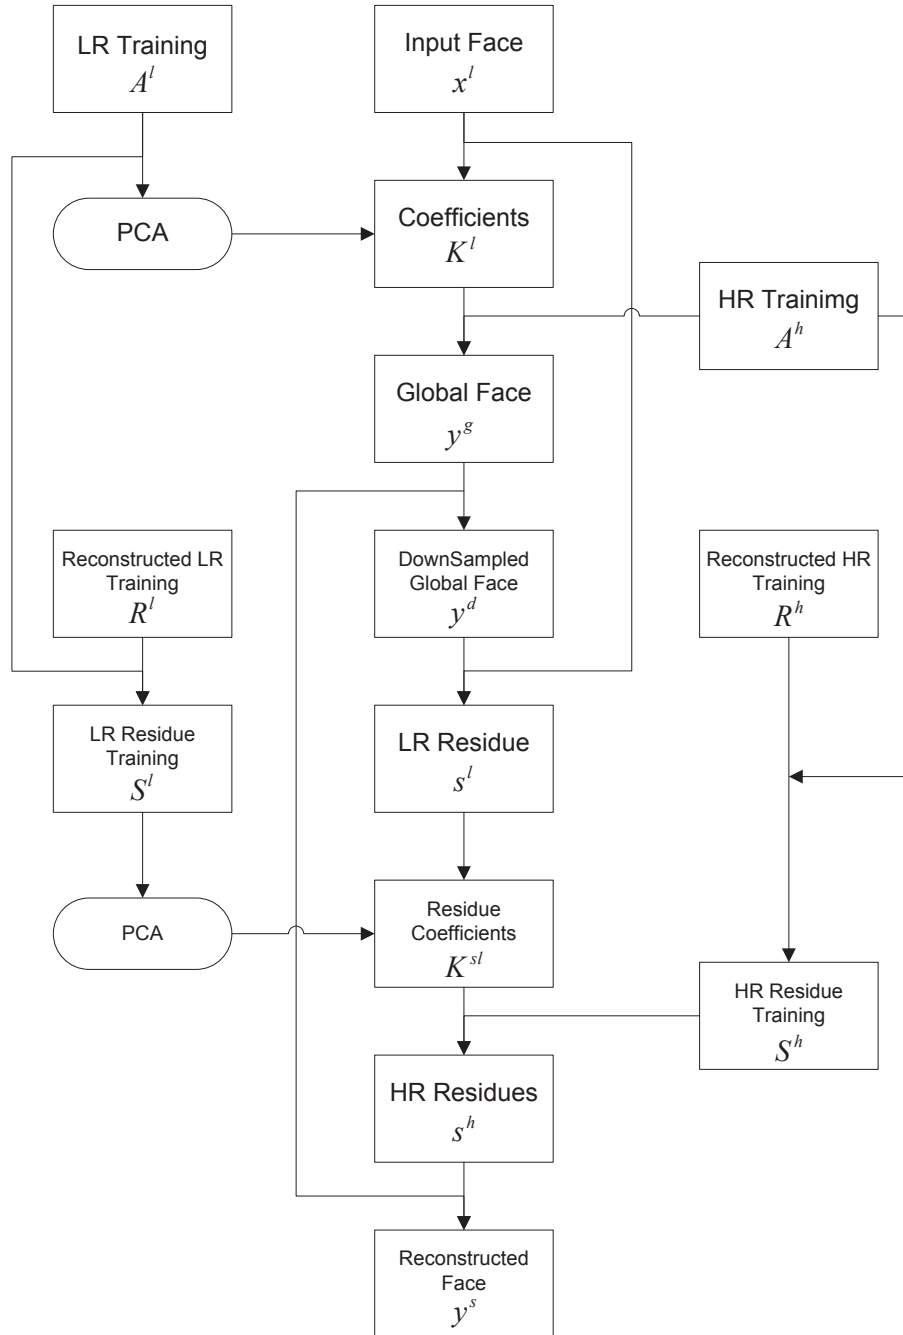 LR Training
A^l
Input Face
x^l
PCA
Coefficients
K^l
HR Trainimg
A^h
Global Face
y^g
Reconstructed LR
Training
R^l
DownSampled
Global Face
y^d
Reconstructed HR
Training
R^h
LR Residue
Training
S^l
LR Residue
s^l
PCA
Residue
Coefficients
K^{sl}
HR Residue
Training
S^h
HR Residues
s^h
Reconstructed
Face
y^s